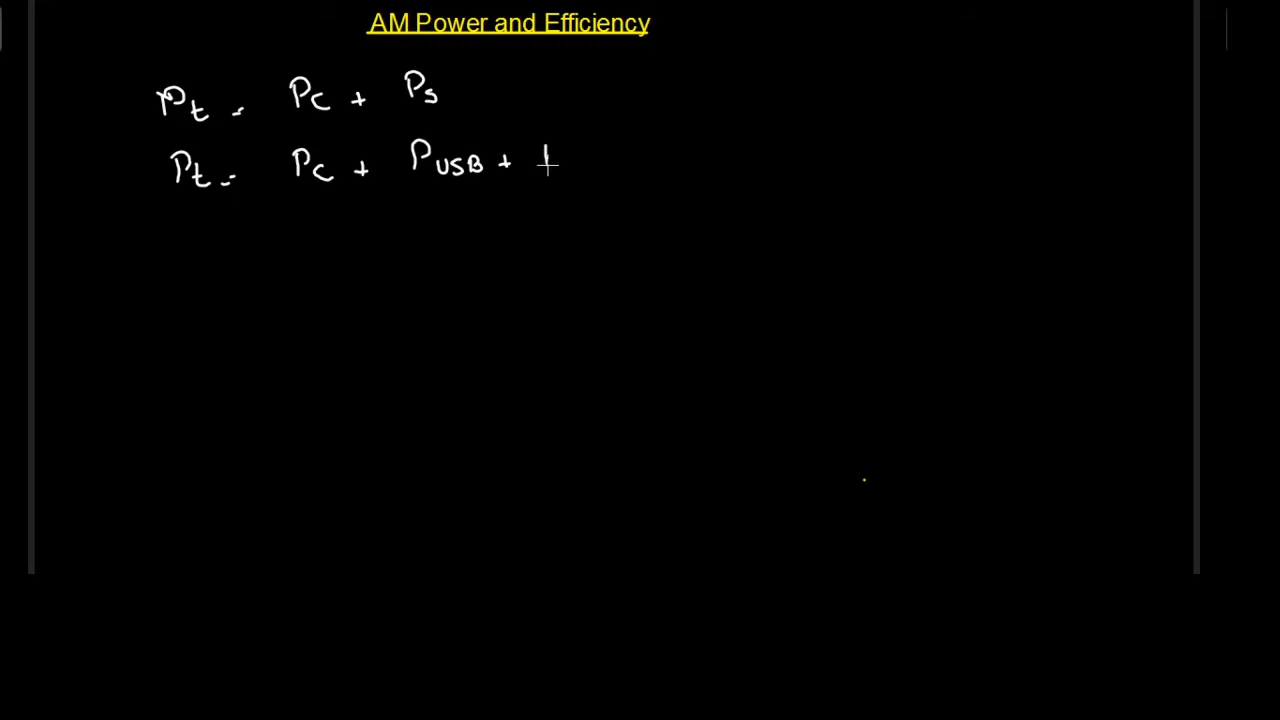 AM Power and Efficiency
Pt = Pc + Ps
Pt = Pc + PUSB +